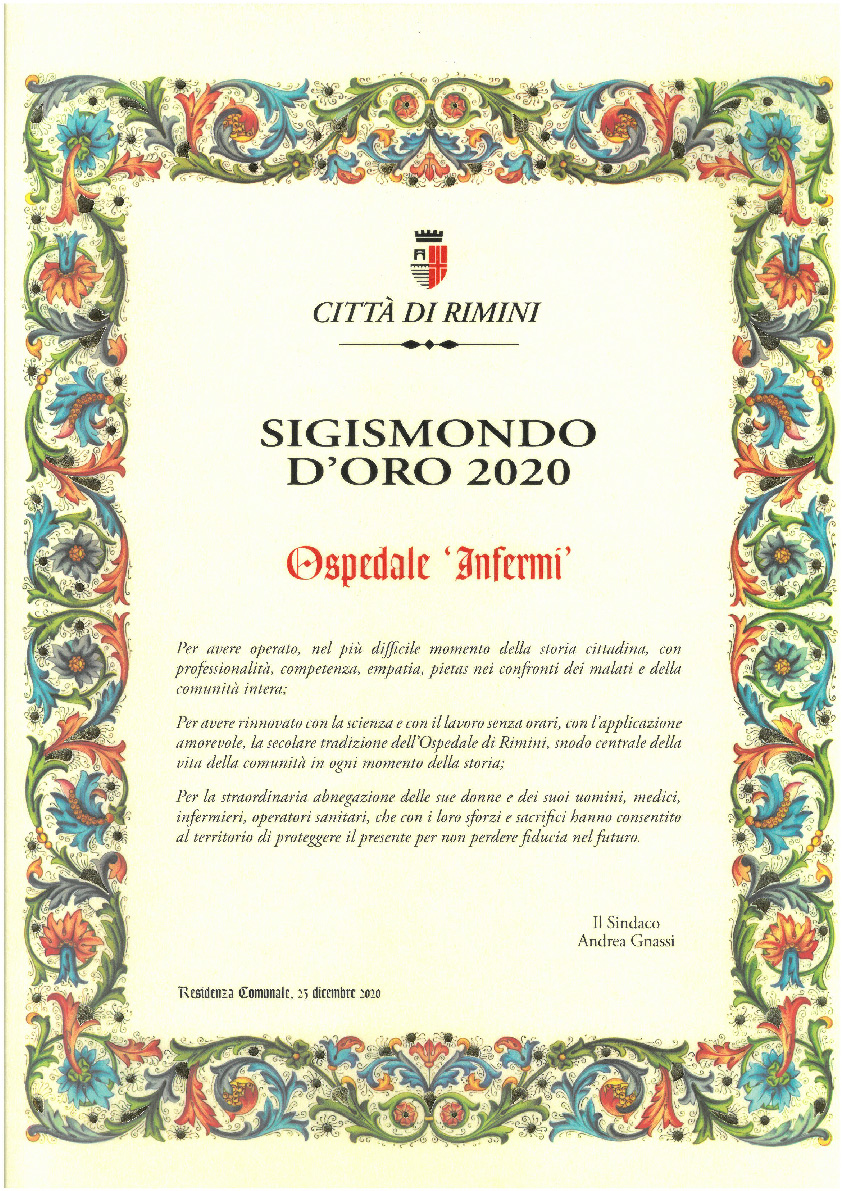 CITTÀ DI RIMINI
SIGISMONDO
D’ORO 2020
Ospedale ‘Infermi’
Per avere operato, nel più difficile momento della storia cittadina, con
professionalità, competenza, empatia, pietas nei confronti dei malati e della
comunità intera;
Per avere rinnovato con la scienza e con il lavoro senza orari, con l’applicazione
amorevole, la secolare tradizione dell’Ospedale di Rimini, snodo centrale della
vita della comunità in ogni momento della storia;
Per la straordinaria abnegazione delle sue donne e dei suoi uomini, medici,
infermieri, operatori sanitari, che con i loro sforzi e sacrifici hanno consentito
al territorio di proteggere il presente per non perdere fiducia nel futuro.
Il Sindaco
Andrea Gnassi
Residenza Comunale, 23 dicembre 2020